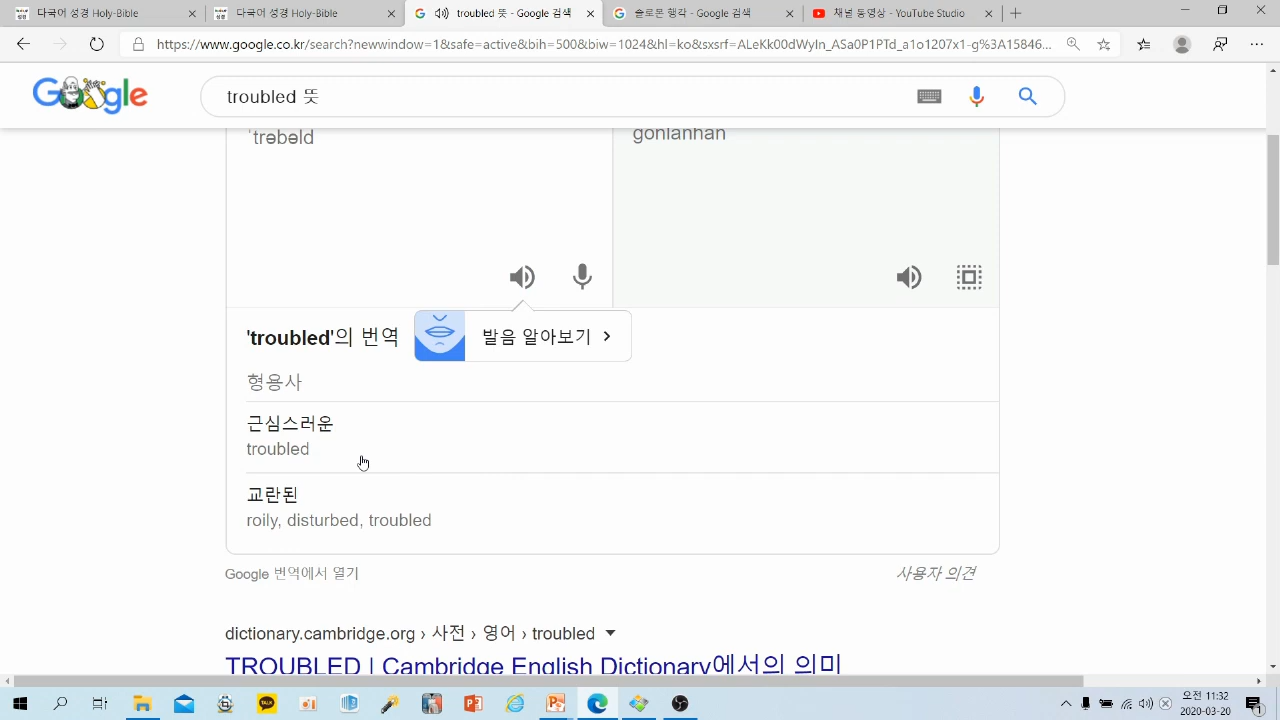 다국어 성경 Holy-Bible
다국어 성경 Holy-Bible
troubled 뜻 - Google 검색
솔로몬 행각 - Google 검색
채널 동영상 - YouTube Studio
https://www.google.co.kr/search?newwindow=1&safe=active&bih=500&biw=1024&hl=ko&sxsrf=ALeKk00dWyIn_ASa0P1PTd_a1o1207x1-g%3A15846...
Google
troubled 뜻
ˈtrəbəld
gonlanhan
'troubled'의 번역
발음 알아보기
형용사
근심스러운
troubled
교란된
roily, disturbed, troubled
Google 번역에서 열기
사용자 의견
dictionary.cambridge.org › 사전 › 영어 › troubled
TROUBLED | Cambridge English Dictionary에서의 의미
TALK
오전 11:32
2020-03-20